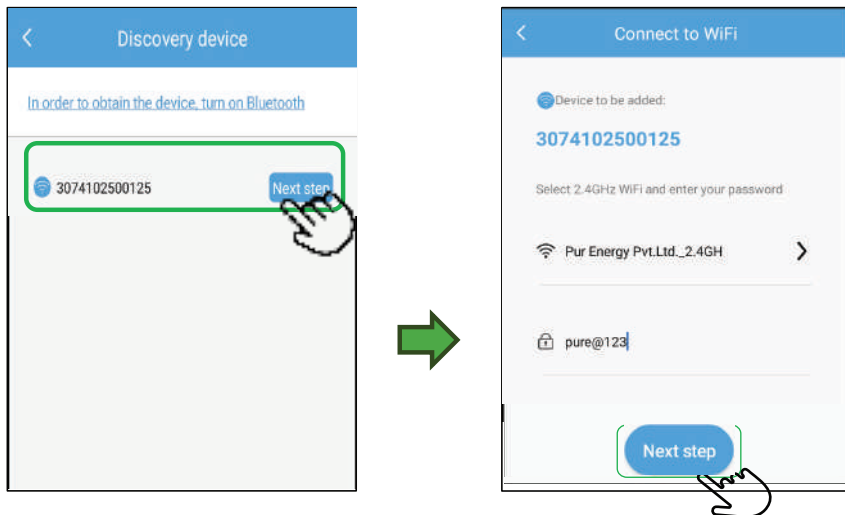 Discovery device
In order to obtain the device, turn on Bluetooth
3074102500125 Next step
Connect to WiFi
Device to be added:
3074102500125
Select 2.4GHz WiFi and enter your password
Pur Energy Pvt.Ltd._2.4GH
pure@123
Next step